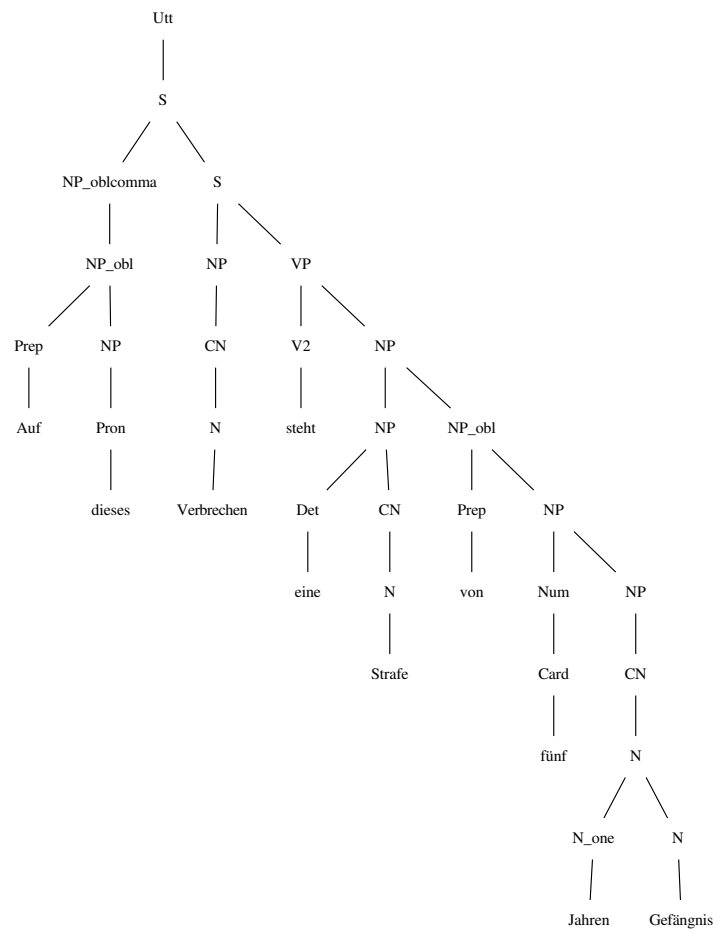 Utt
S
NP_oblcomma S
NP_obl NP VP
Prep NP CN V2 NP
Auf Pron N steht NP NP_obl
dieses Verbrechen Det CN Prep NP
eine N von Num NP
Strafe Card CN
fünf N
N_one N
Jahren Gefängnis